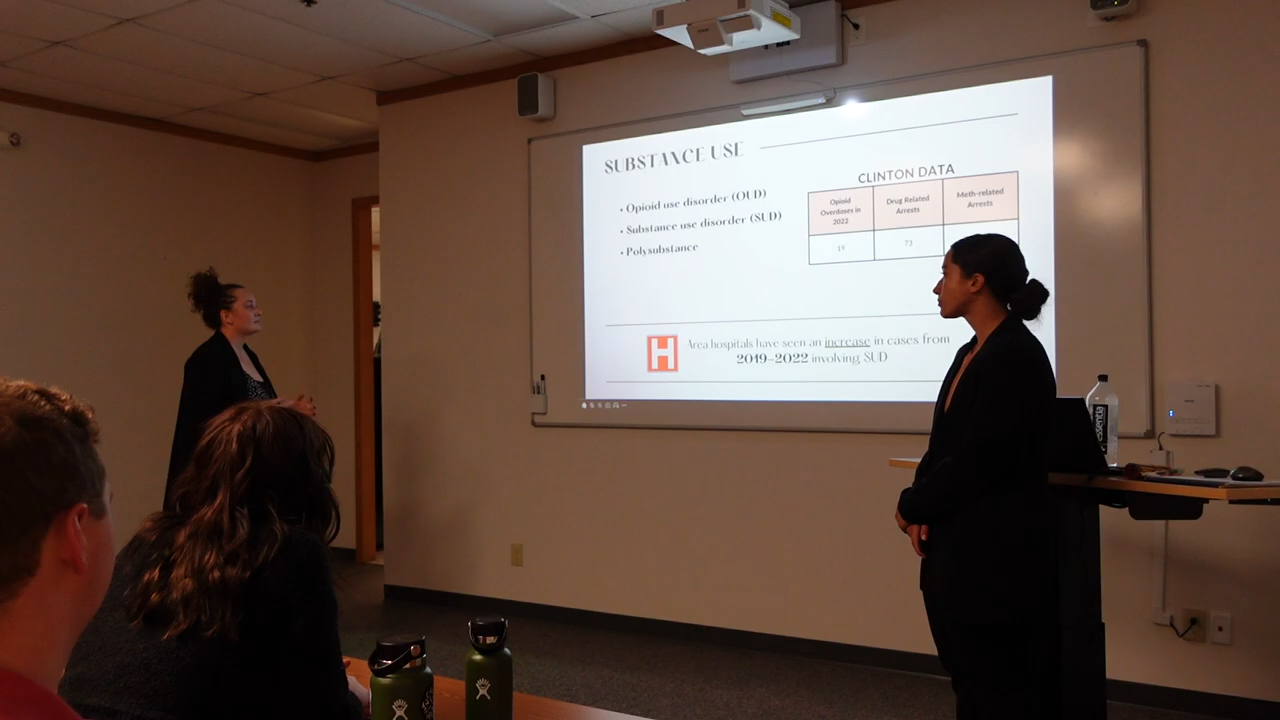 SUBSTANCE USE
• Opioid use disorder (OUD)
• Substance use disorder (SUD)
• Polysubstance
CLINTON DATA
Opioid Overdoses in 2022
Drug Related Arrests
Meth-related Arrests
19
73
H
Area hospitals have seen an increase in cases from
2019–2022 involving SUD
essentia